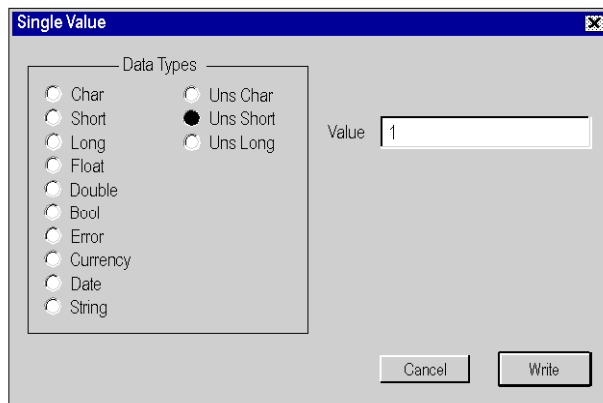 Single Value
Data Types
Char
Short
Long
Float
Double
Bool
Error
Currency
Date
String
Uns Char
Uns Short
Uns Long
Value 1
Cancel Write